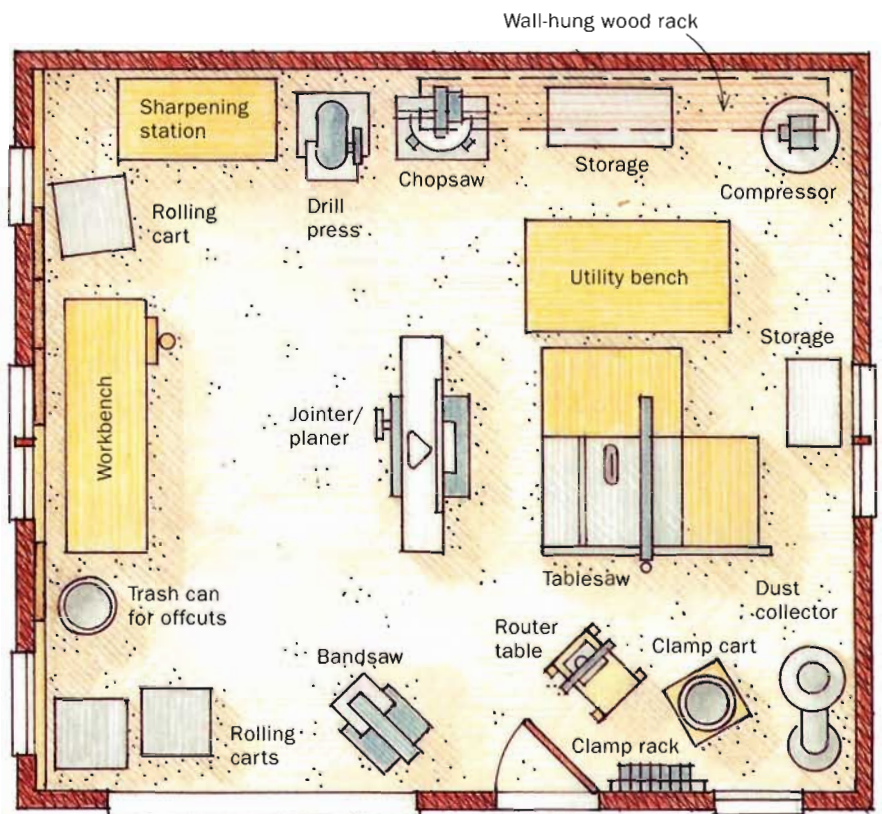 Wall-hung wood rack
Sharpening
station
Drill
press
Chopsaw
Storage
Compressor
Rolling
cart
Utility bench
Storage
Workbench
Jointer/
planer
Tablesaw
Trash can
for offcuts
Dust
collector
Router
table
Clamp cart
Bandsaw
Rolling
carts
Clamp rack